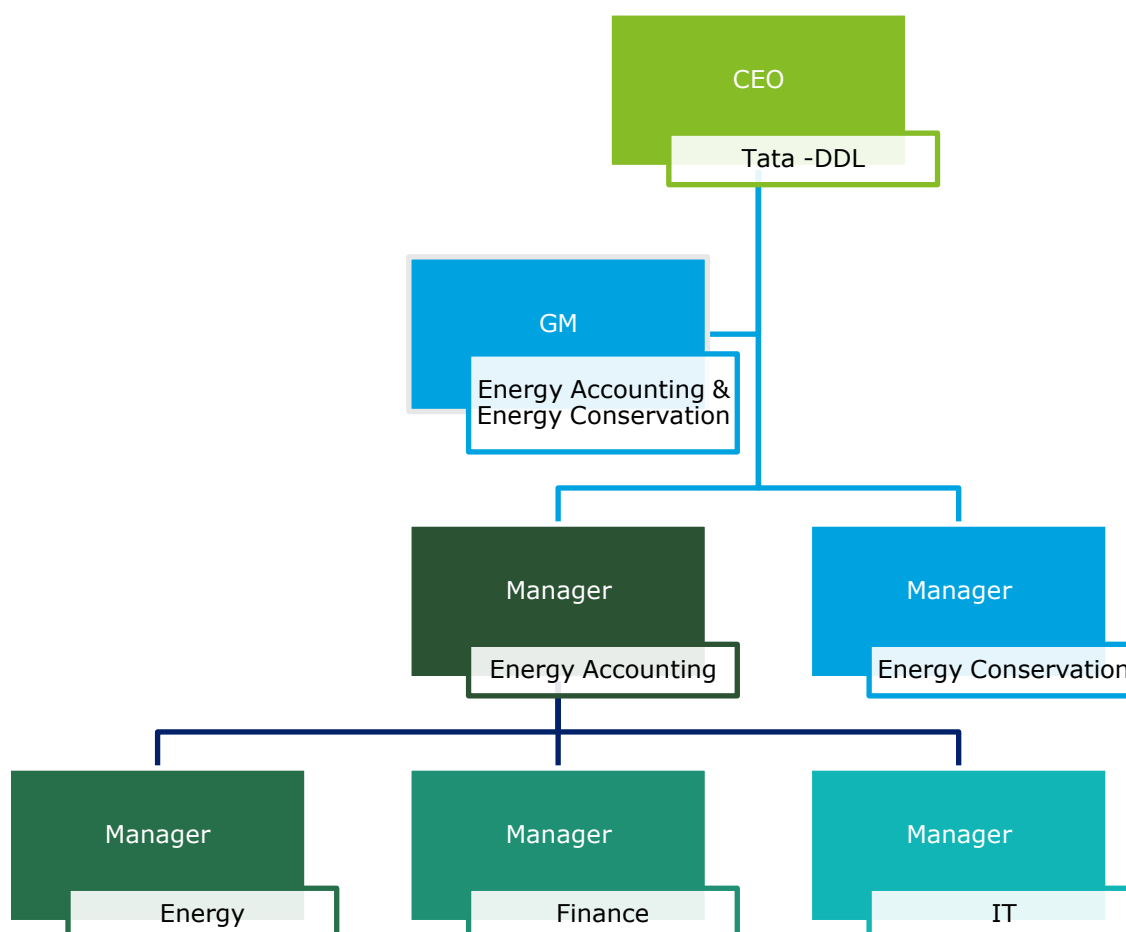 CEO
Tata -DDL
GM
Energy Accounting &
Energy Conservation
Manager
Energy Accounting
Manager
Energy Conservation
Manager
Energy
Manager
Finance
Manager
IT